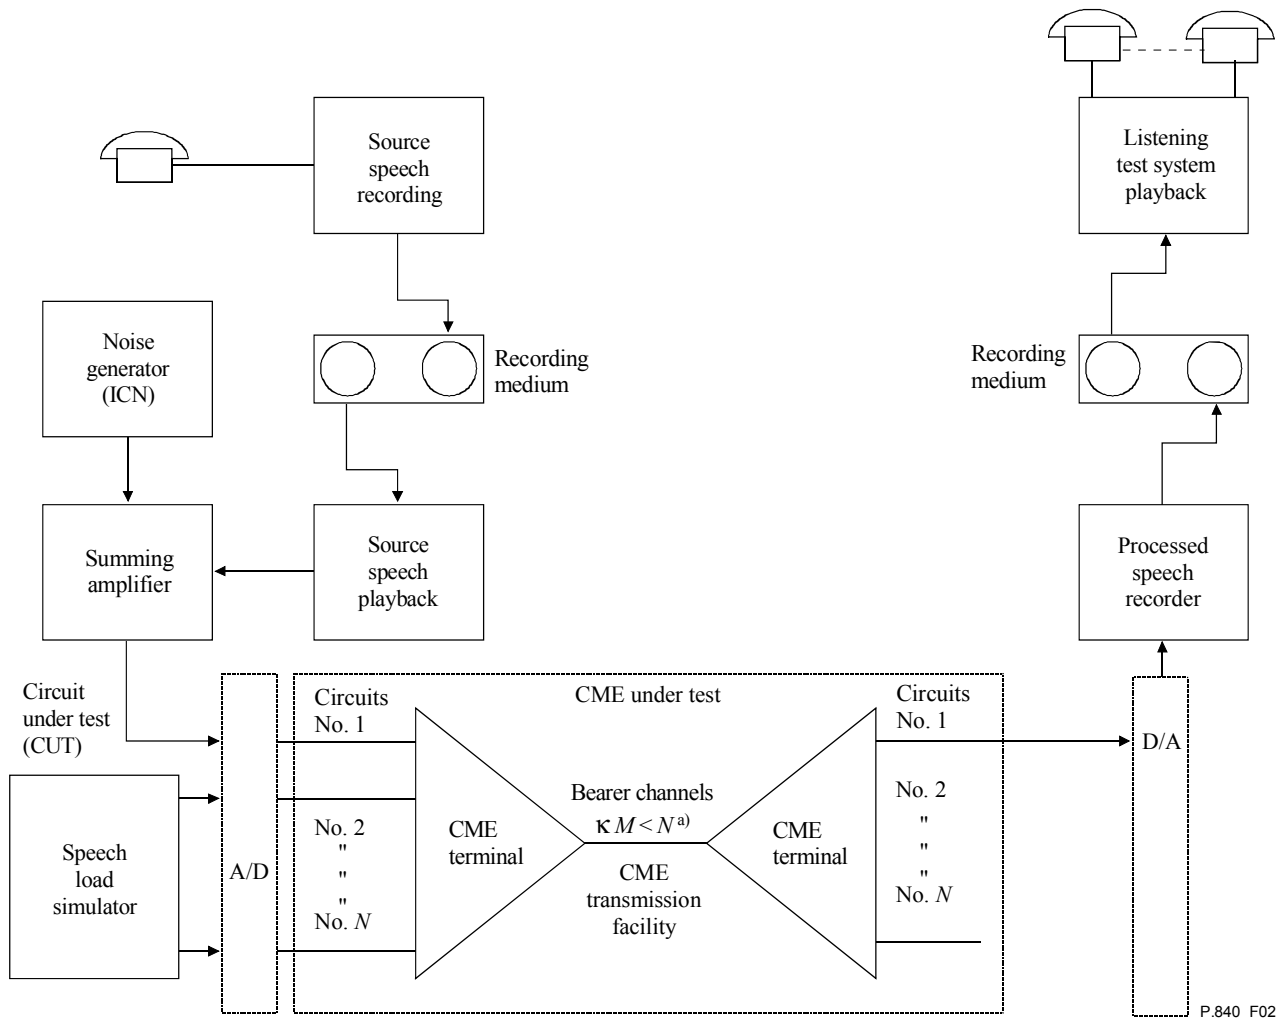 Source
speech
recording
Listening
test system
playback
Noise
generator
(ICN)
Recording
medium
Recording
medium
Summing
amplifier
Source
speech
playback
Processed
speech
recorder
Circuit
under test
(CUT)
Circuits
No. 1
CME under test
Circuits
No. 1
D/A
Speech
load
simulator
A/D
No. 2
"
"
"
No. N
CME
terminal
Bearer channels
κ M < N a)
CME
transmission
facility
CME
terminal
No. 2
"
"
"
No. N
P.840_F02